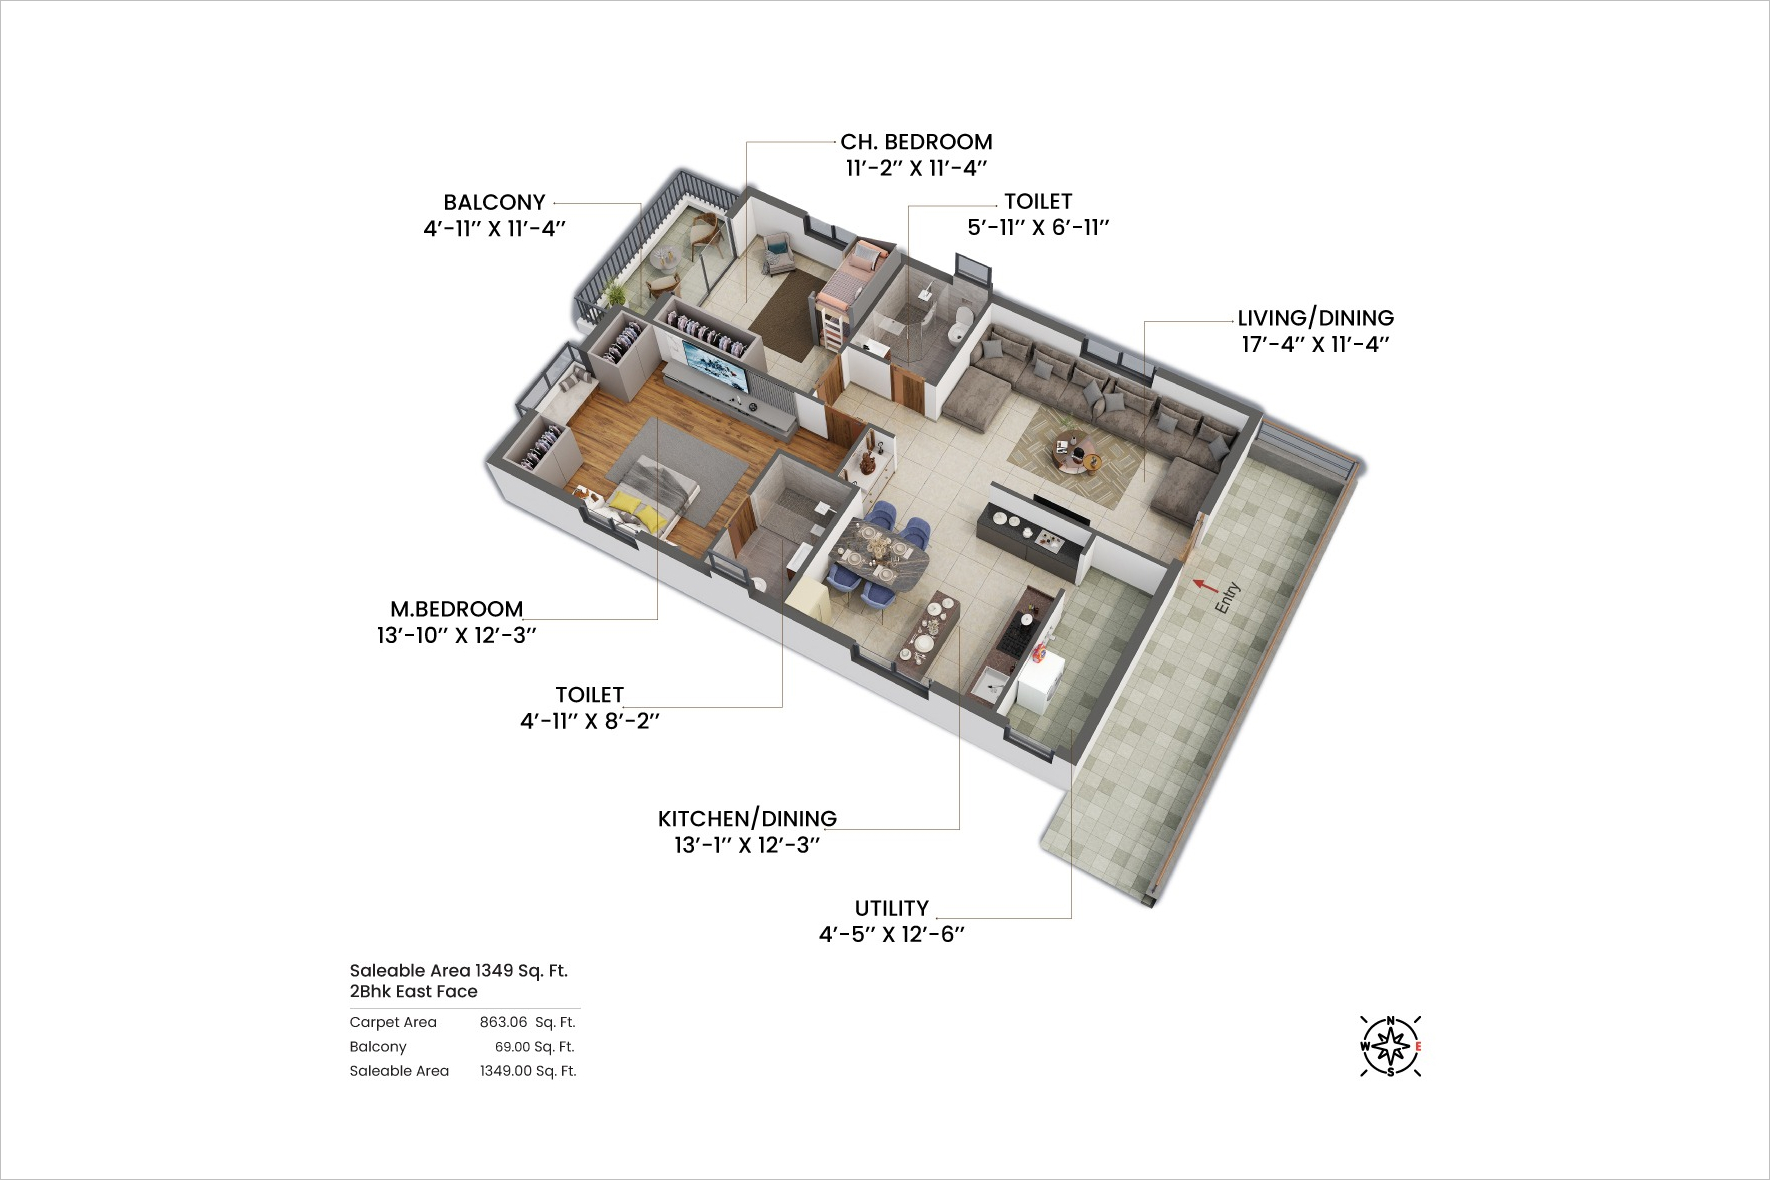 CH. BEDROOM
11’-2’’ X 11’-4’’
BALCONY
4’-11’’ X 11’-4’’
TOILET
5’-11’’ X 6’-11’’
LIVING/DINING
17’-4’’ X 11’-4’’
Entry
M.BEDROOM
13’-10’’ X 12’-3’’
TOILET
4’-11’’ X 8’-2’’
KITCHEN/DINING
13’-1’’ X 12’-3’’
UTILITY
4’-5’’ X 12’-6’’
Saleable Area 1349 Sq. Ft.
2Bhk East Face
Carpet Area 863.06 Sq. Ft.
Balcony 69.00 Sq. Ft.
Saleable Area 1349.00 Sq. Ft.
N
W E
S